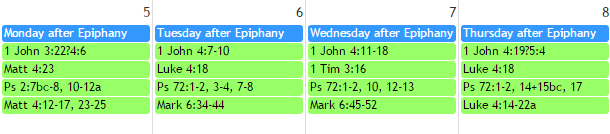 5
Monday after Epiphany
1 John 3:22?4:6
Matt 4:23
Ps 2:7bc-8, 10-12a
Matt 4:12-17, 23-25
6
Tuesday after Epiphany
1 John 4:7-10
Luke 4:18
Ps 72:1-2, 3-4, 7-8
Mark 6:34-44
7
Wednesday after Epiphany
1 John 4:11-18
1 Tim 3:16
Ps 72:1-2, 10, 12-13
Mark 6:45-52
8
Thursday after Epiphany
1 John 4:19?5:4
Luke 4:18
Ps 72:1-2, 14+15bc, 17
Luke 4:14-22a